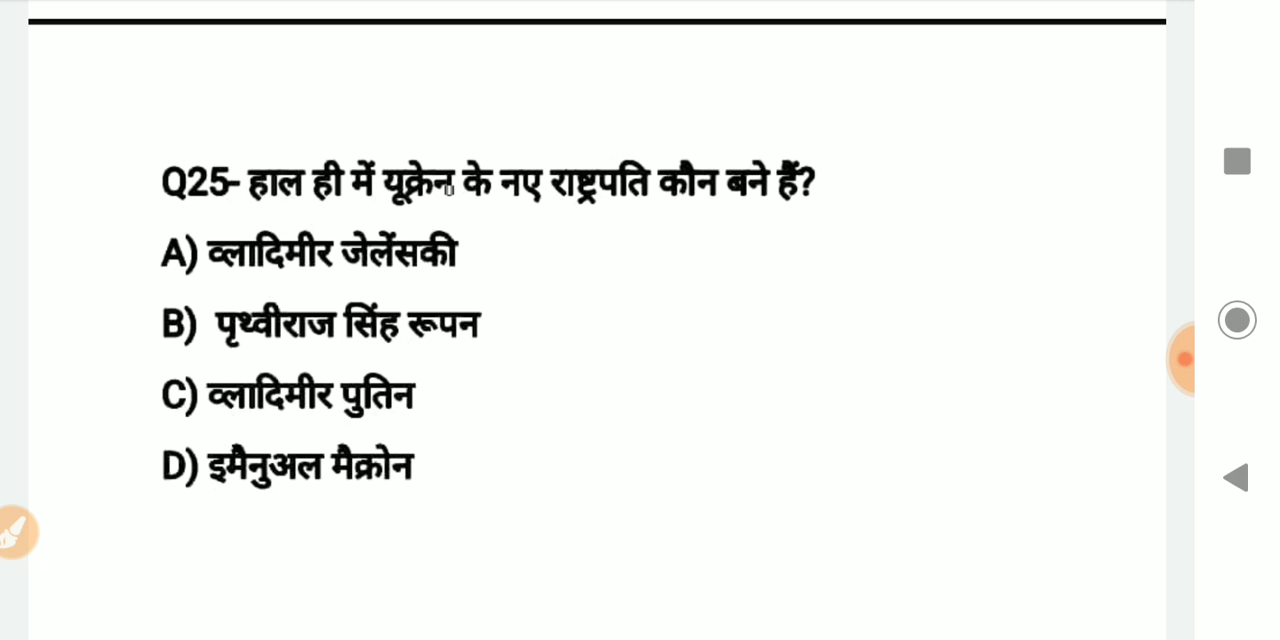 Q25- हाल ही में यूक्रेन के नए राष्ट्रपति कौन बने हैं?
A) व्लादिमीर जेलेंसकी
B) पृथ्वीराज सिंह रूपन
C) व्लादिमीर पुतिन
D) इमैनुअल मैक्रोन